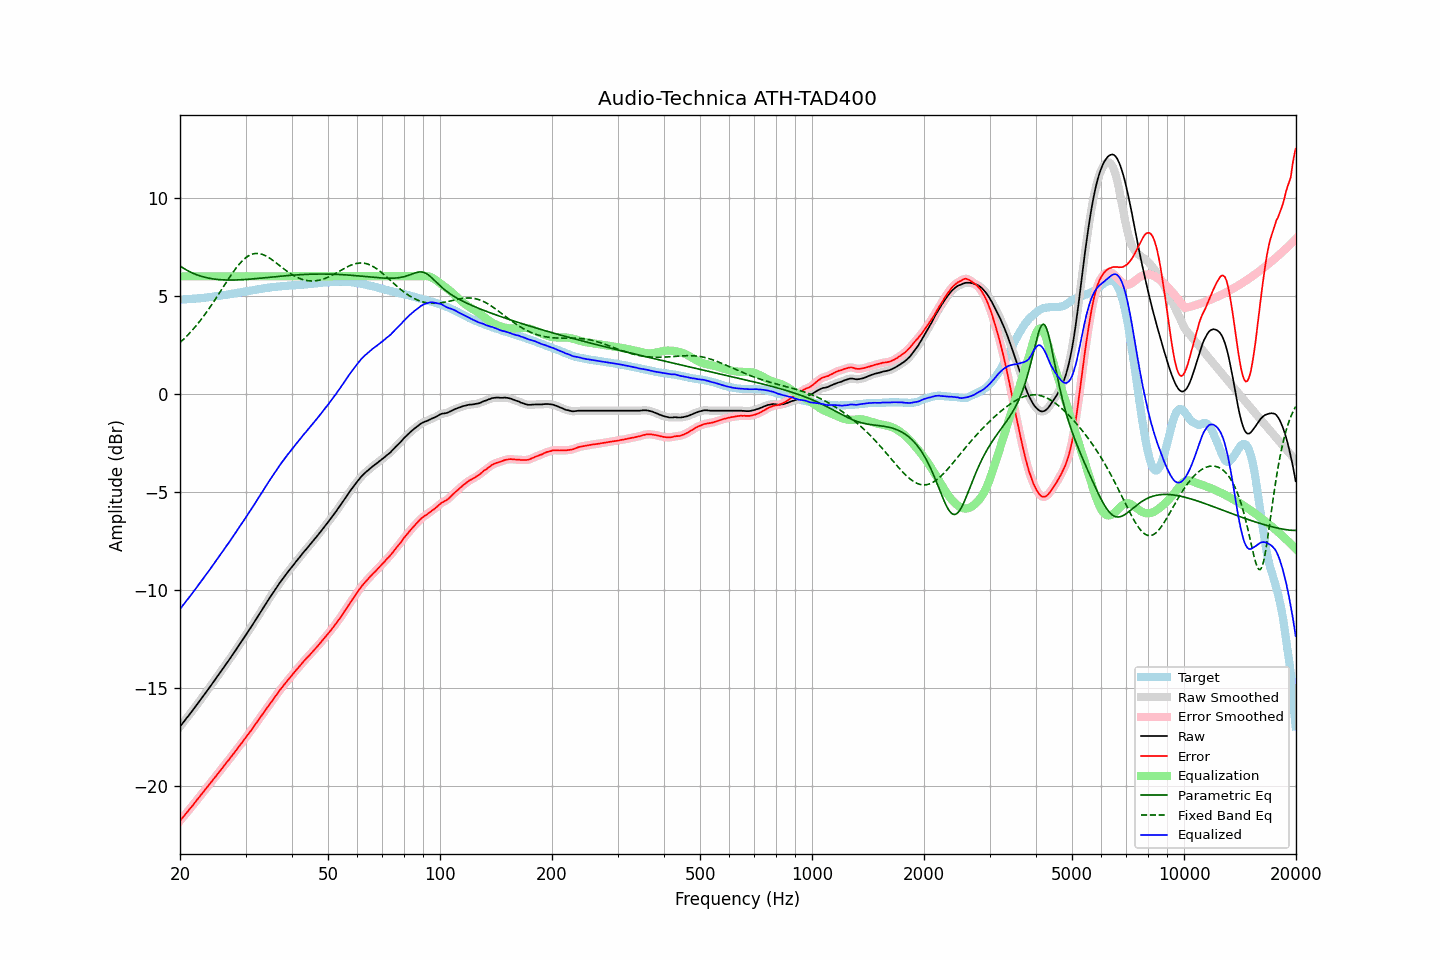 Audio-Technica ATH-TAD400
Amplitude (dBr)
10
5
0
−5
−10
−15
−20
20
50
100
200
500
1000
2000
5000
10000
20000
Frequency (Hz)
Target
Raw Smoothed
Error Smoothed
Raw
Error
Equalization
Parametric Eq
Fixed Band Eq
Equalized